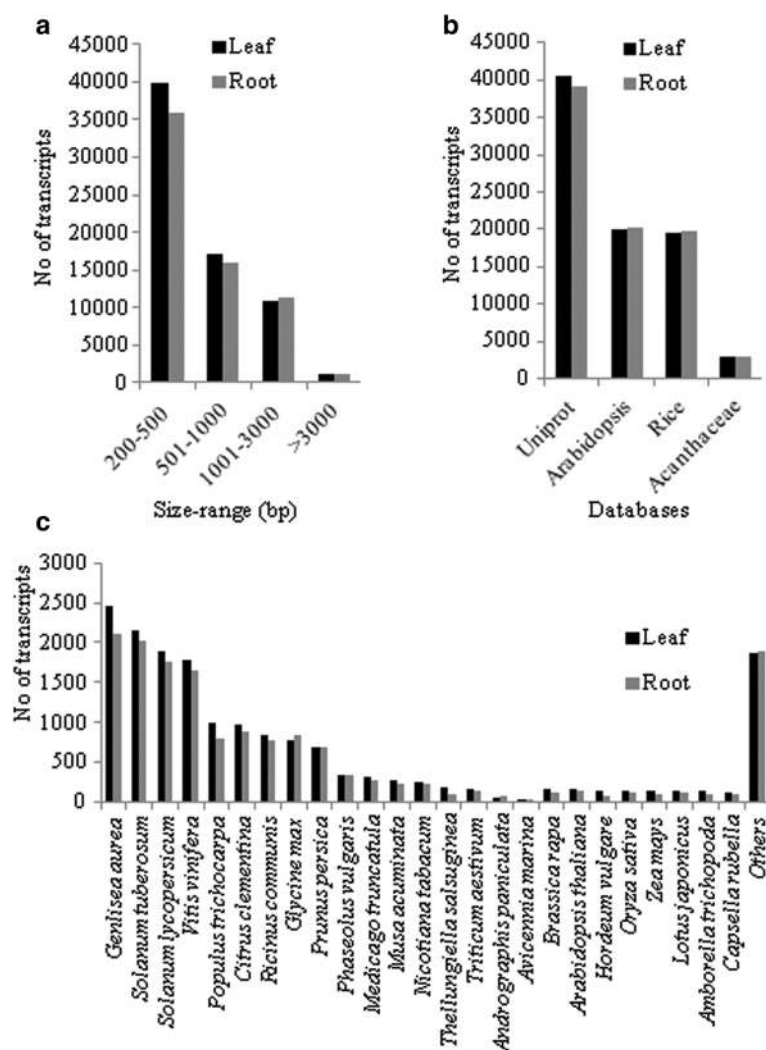 a
45000
40000
35000
30000
25000
20000
15000
10000
5000
0
No of transcripts
Leaf
Root
200-500
501-1000
1001-3000
>3000
Size-range (bp)
b
45000
40000
35000
30000
25000
20000
15000
10000
5000
0
No of transcripts
Leaf
Root
Uniprot
Arabidopsis
Rice
Acanthaceae
Databases
c
3000
2500
2000
1500
1000
500
0
No of transcripts
Leaf
Root
Genlisea aurea
Solanum tuberosum
Solanum lycopersicum
Vitis vinifera
Populus trichocarpa
Citrus clementina
Ricinus communis
Glycine max
Prunus persica
Phaseolus vulgaris
Medicago truncatula
Musa acuminata
Nicotiana tabacum
Thellungiella salsuginea
Triticum aestivum
Andrographis paniculata
Avicennia marina
Brassica rapa
Arabidopsis thaliana
Hordeum vulgare
Oryza sativa
Zea mays
Lotus japonicus
Amborella trichopoda
Capsella rubella
Others